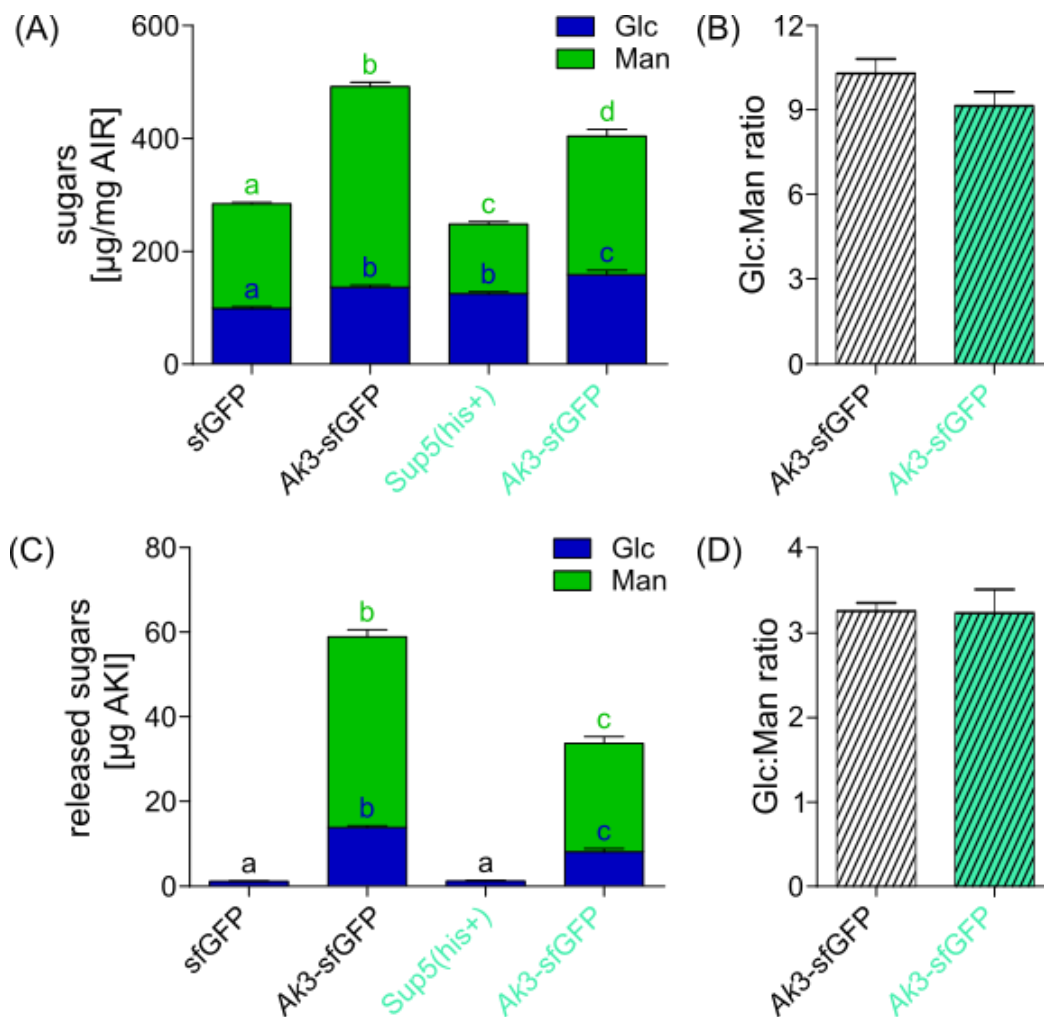 (A)
sugars
[µg/mg AIR]
600
400
200
0
Glc
Man
a
b
c
d
a
b
b
c
sfGFP
Ak3-sfGFP
Sup5(his+)
Ak3-sfGFP
(B)
Glc:Man ratio
12
9
6
3
0
Ak3-sfGFP
Ak3-sfGFP
(C)
released sugars
[µg AKI]
80
60
40
20
0
Glc
Man
b
c
a
b
a
c
sfGFP
Ak3-sfGFP
Sup5(his+)
Ak3-sfGFP
(D)
Glc:Man ratio
4
3
2
1
0
Ak3-sfGFP
Ak3-sfGFP